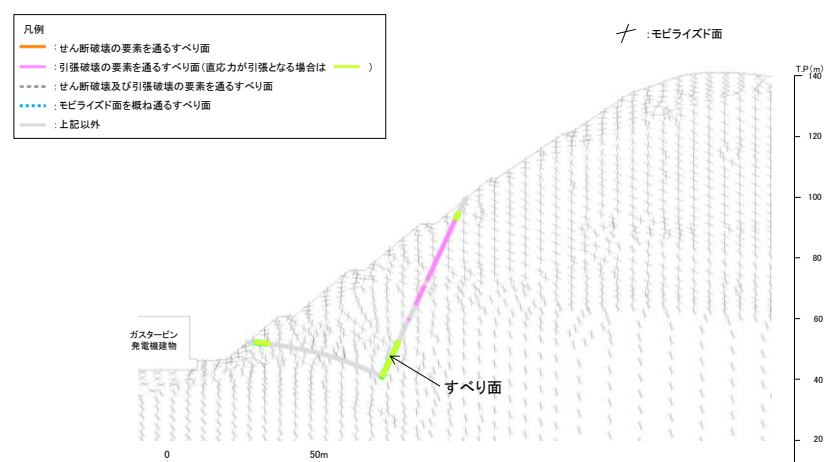 凡例
：せん断破壊の要素を通るすべり面
：引張破壊の要素を通るすべり面（直応力が引張となる場合は　　　）
：せん断破壊及び引張破壊の要素を通るすべり面
：モビライズド面を概ね通るすべり面
：上記以外
：モビライズド面
T.P(m)
140
120
100
80
60
40
20
ガスタービン
発電機建物
すべり面
0
50m